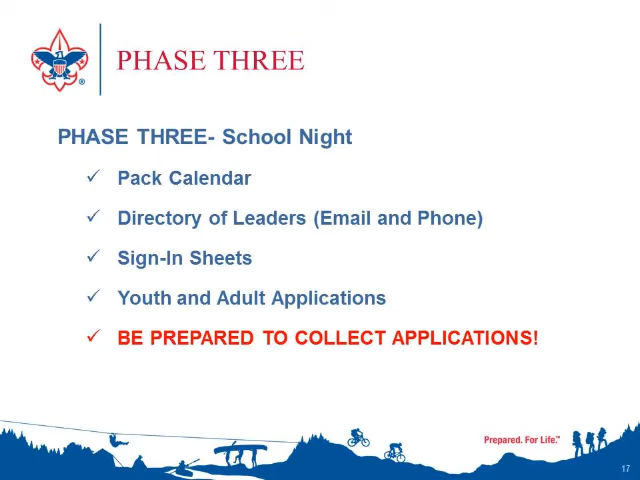 PHASE THREE
PHASE THREE- School Night
✓ Pack Calendar
✓ Directory of Leaders (Email and Phone)
✓ Sign-In Sheets
✓ Youth and Adult Applications
✓ BE PREPARED TO COLLECT APPLICATIONS!
Prepared. For Life.™
17